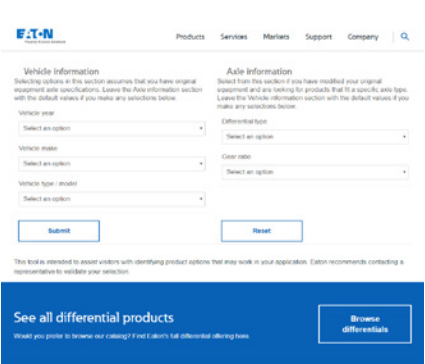 EATON
Powering Business Worldwide
Products Services Markets Support Company
Vehicle Information
Selecting options in this section assumes that you have original
equipment axle specifications. Leave the Axle information section
with the default values if you make any selections below.
Vehicle year
Select an option
Vehicle make
Select an option
Vehicle type / model
Select an option
Axle Information
Select from this section if you have modified your original
equipment and are looking for products that fit a specific axle type.
Leave the Vehicle information section with the default values if you
make any selections below.
Differential type
Select an option
Gear ratio
Select an option
Submit
Reset
This tool is intended to assist visitors with identifying product options that may work in your application. Eaton recommends contacting a
representative to validate your selection.
See all differential products
Would you prefer to browse our catalog? Find Eaton's full differential offering here
Browse
differentials